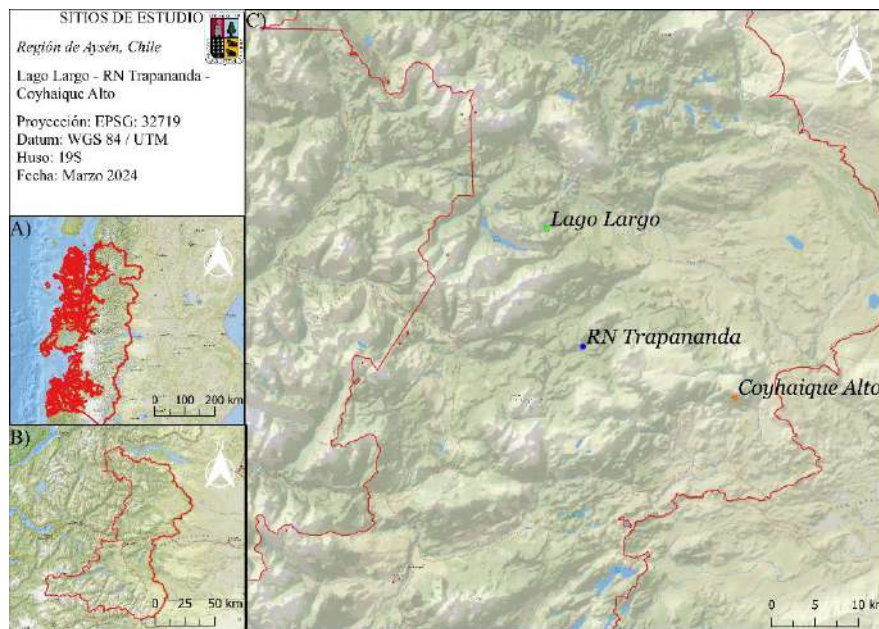 SITIOS DE ESTUDIO
Región de Aysén, Chile
Lago Largo - RN Trapananda -
Coyhaique Alto
Proyección: EPSG: 32719
Datum: WGS 84 / UTM
Huso: 19S
Fecha: Marzo 2024
A)
0 100 200 km
B)
0 25 50 km
C)
Lago Largo
RN Trapananda
Coyhaique Alto
0 5 10 km